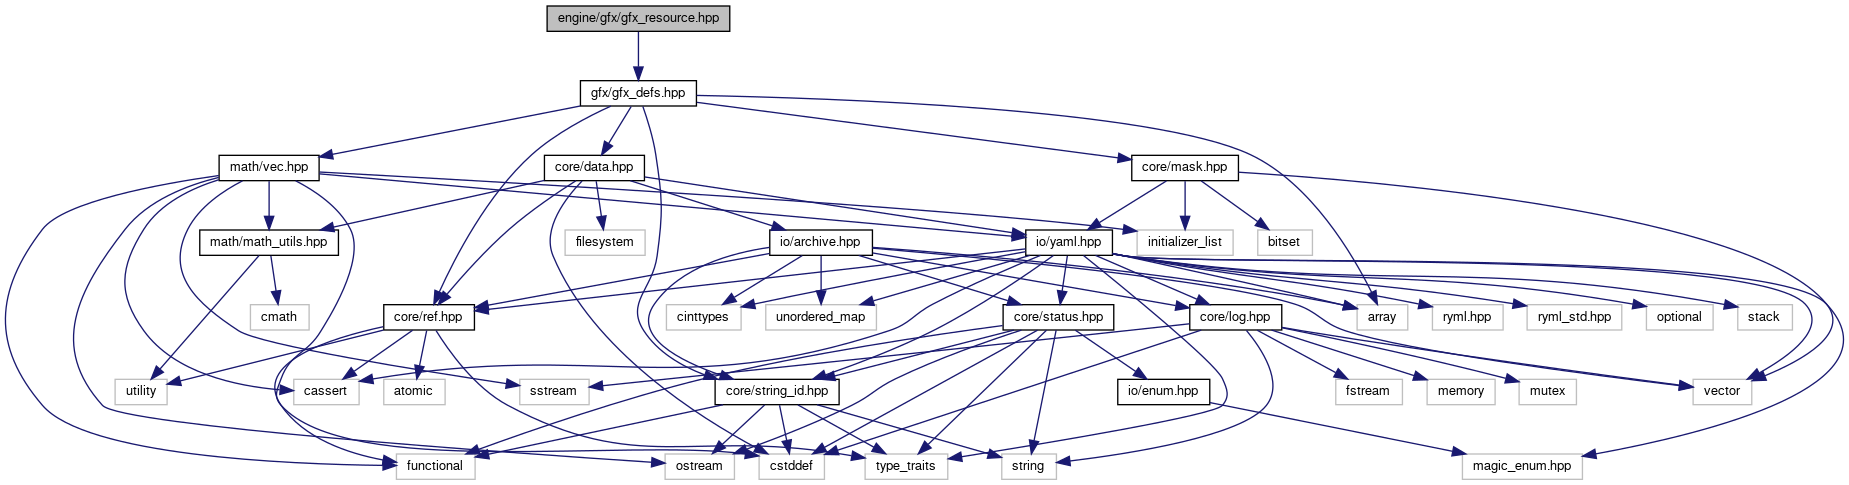 engine/gfx/gfx_resource.hpp
gfx/gfx_defs.hpp
math/vec.hpp
core/data.hpp
core/mask.hpp
math/math_utils.hpp
filesystem
io/archive.hpp
io/yaml.hpp
initializer_list
bitset
cmath
core/ref.hpp
cinttypes
unordered_map
core/status.hpp
core/log.hpp
array
ryml.hpp
ryml_std.hpp
optional
stack
utility
cassert
atomic
sstream
core/string_id.hpp
io/enum.hpp
fstream
memory
mutex
vector
functional
ostream
cstddef
type_traits
string
magic_enum.hpp